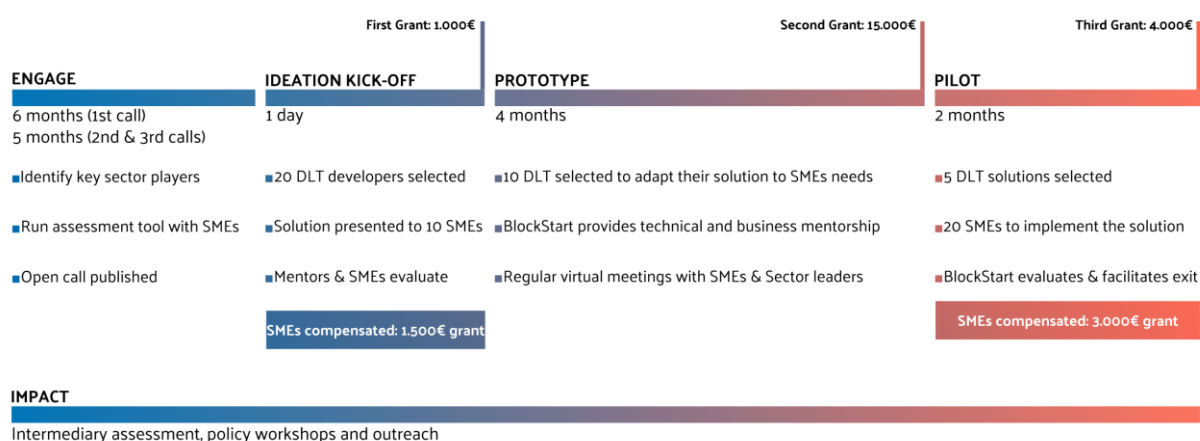 First Grant: 1.000€
Second Grant: 15.000€
Third Grant: 4.000€
ENGAGE
IDEATION KICK-OFF
PROTOTYPE
PILOT
6 months (1st call)
5 months (2nd & 3rd calls)
1 day
4 months
2 months
Identify key sector players
20 DLT developers selected
10 DLT selected to adapt their solution to SMEs needs
5 DLT solutions selected
Run assessment tool with SMEs
Solution presented to 10 SMEs
BlockStart provides technical and business mentorship
20 SMEs to implement the solution
Open call published
Mentors & SMEs evaluate
Regular virtual meetings with SMEs & Sector leaders
BlockStart evaluates & facilitates exit
SMEs compensated: 1.500€ grant
SMEs compensated: 3.000€ grant
IMPACT
Intermediary assessment, policy workshops and outreach